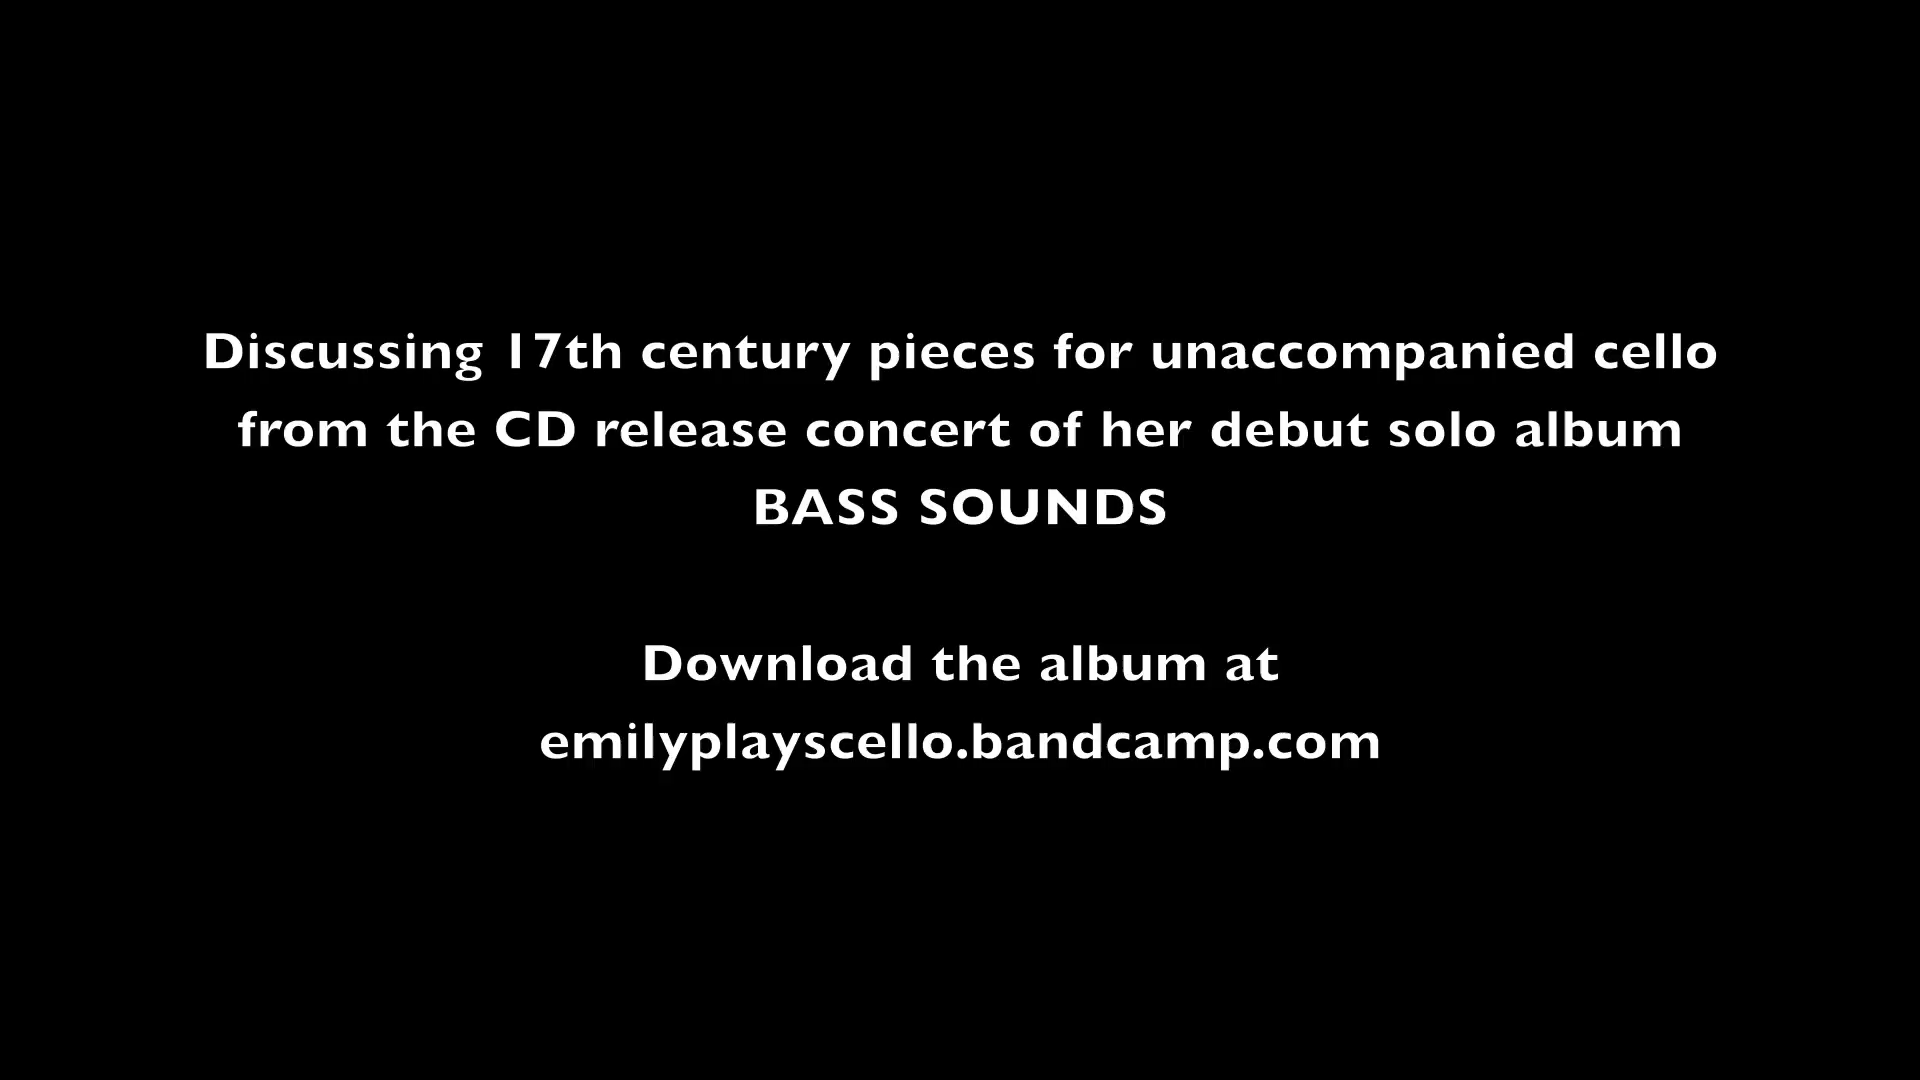 Discussing 17th century pieces for unaccompanied cello
from the CD release concert of her debut solo album
BASS SOUNDS
Download the album at
emilyplayscello.bandcamp.com